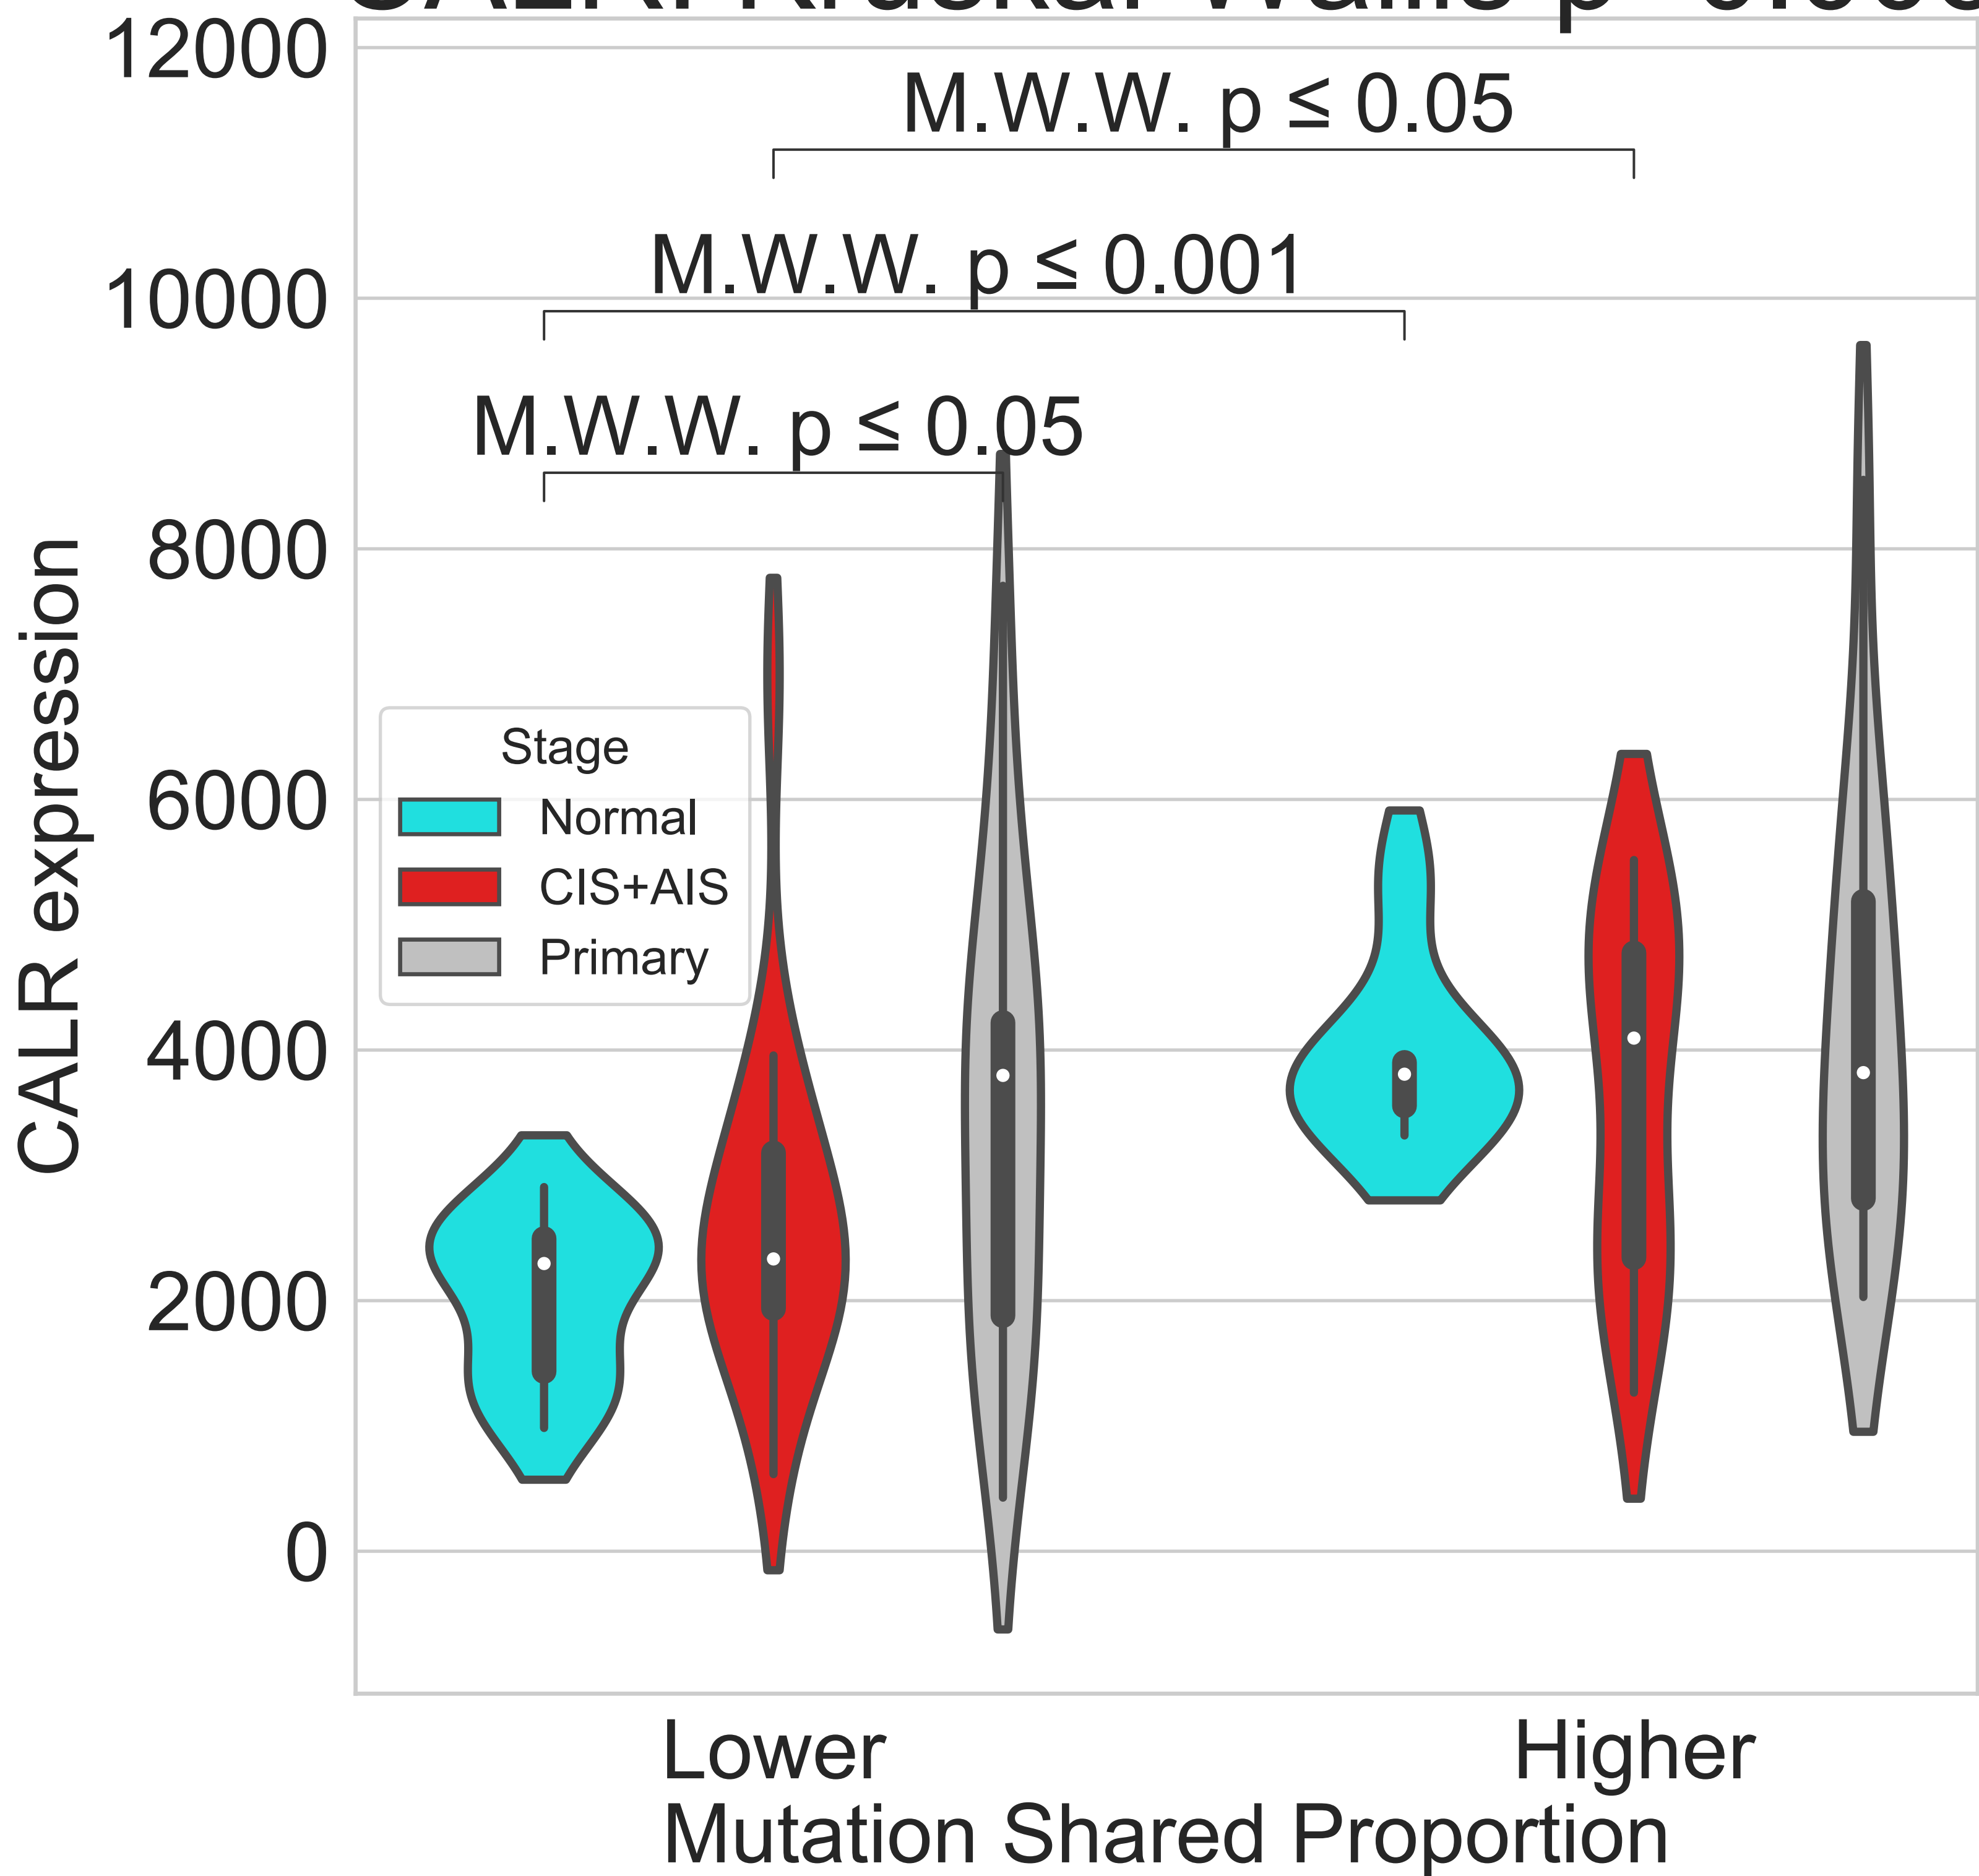 12000
M.W.W. p ≤ 0.05
10000
M.W.W. p ≤ 0.001
M.W.W. p ≤ 0.05
8000
6000
4000
2000
0
CALR expression
Stage
Normal
CIS+AIS
Primary
Lower
Higher
Mutation Shared Proportion